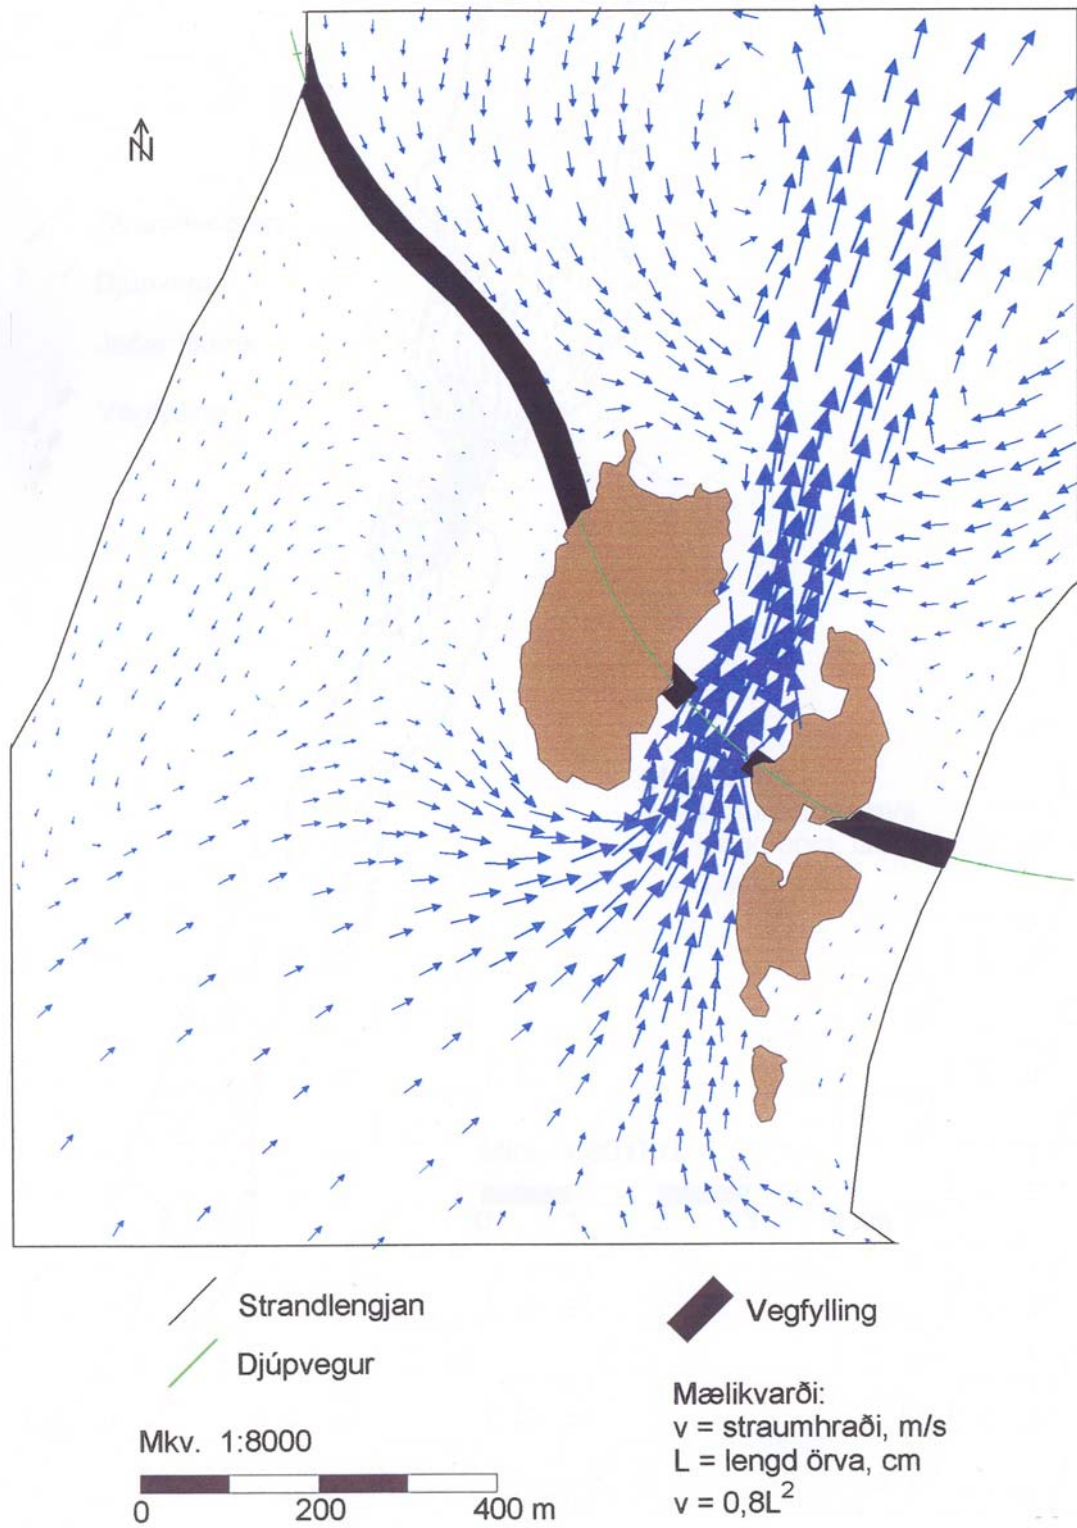 N
Strandlengjan
Djúpvegur
Vegfylling
Mkv. 1:8000
0 200 400 m
Mælikvarði:
v = straumhraði, m/s
L = lengd örva, cm
v = 0,8L²